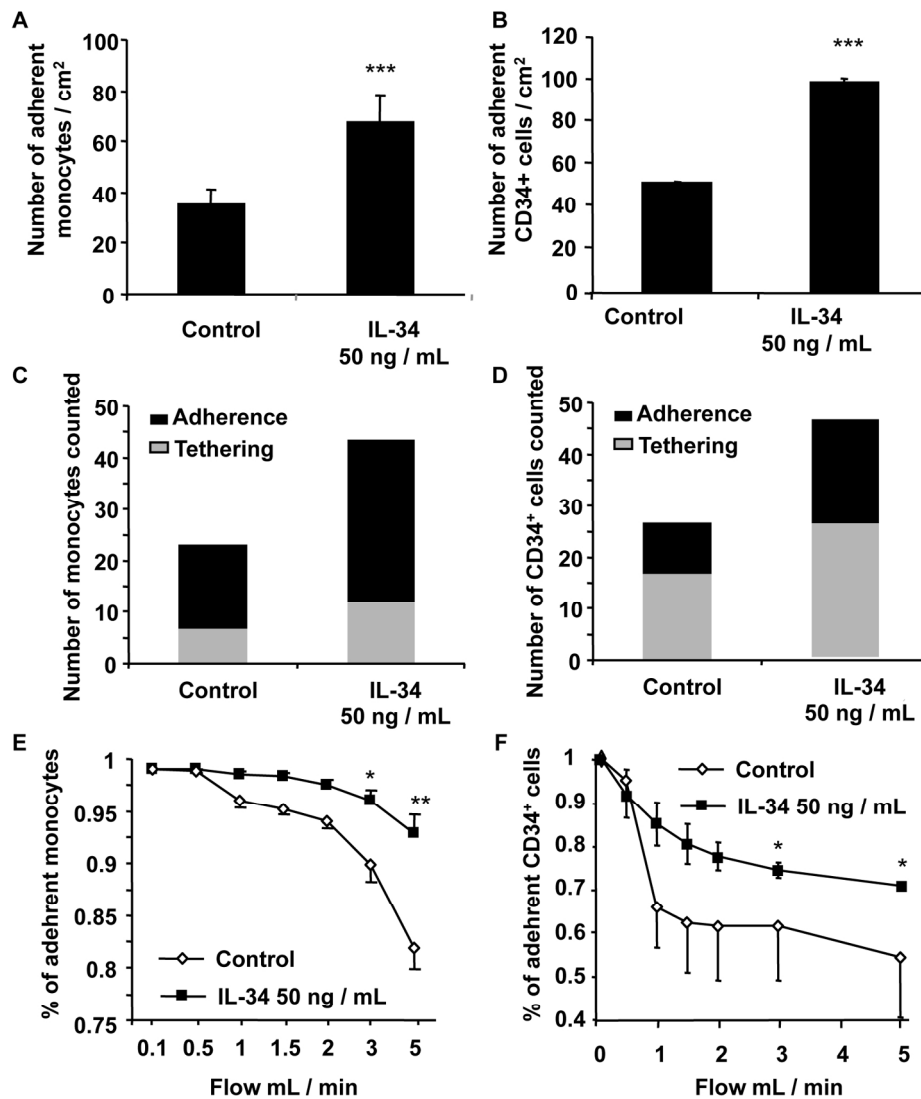 A
Number of adherent
monocytes / cm²
100
80
60
40
20
0
***
Control
IL-34
50 ng / mL
B
Number of adherent
CD34+ cells / cm²
120
100
80
60
40
20
0
***
Control
IL-34
50 ng / mL
C
Number of monocytes counted
50
40
30
20
10
0
Adherence
Tethering
Control
IL-34
50 ng / mL
D
Number of CD34⁺ cells counted
50
40
30
20
10
0
Adherence
Tethering
Control
IL-34
50 ng / mL
E
% of adehrent monocytes
1
0.95
0.9
0.85
0.8
0.75
*
**
Control
IL-34 50 ng / mL
0.1 0.5 1 1.5 2 3 5
Flow mL / min
F
% of adehrent CD34⁺ cells
1
0.9
0.8
0.7
0.6
0.5
0.4
Control
IL-34 50 ng / mL
*
*
0 1 2 3 4 5
Flow mL / min